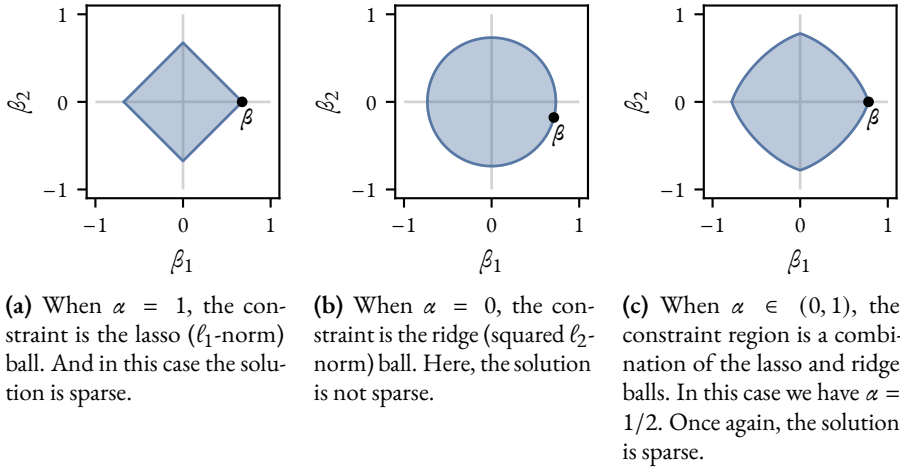 1
0
−1
β2
−1
0
1
β1
β
1
0
−1
β2
−1
0
1
β1
β
1
0
−1
β2
−1
0
1
β1
β
(a) When α = 1, the con-
straint is the lasso (ℓ1-norm)
ball. And in this case the solu-
tion is sparse.
(b) When α = 0, the con-
straint is the ridge (squared ℓ2-
norm) ball. Here, the solution
is not sparse.
(c) When α ∈ (0, 1), the
constraint region is a combi-
nation of the lasso and ridge
balls. In this case we have α =
1/2. Once again, the solution
is sparse.